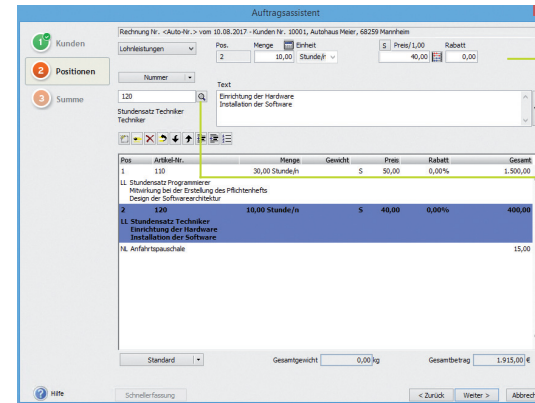 Auftragsassistent
1 Kunden
2 Positionen
3 Summe
Rechnung Nr. <Auto-Nr.> vom 10.08.2017 - Kunden Nr. 10001, Autohaus Meier, 68259 Mannheim
Lohnleistungen
Pos. Menge Einheit S Preis/1,00 Rabatt
2 10,00 Stunde/n 40,00 0,00
Nummer
Text
120
Einrichtung der Hardware
Installation der Software
Stundensatz Techniker
Techniker
Pos Artikel-Nr. Menge Gewicht Preis Rabatt Gesamt
1 110 30,00 Stunde/n S 50,00 0,00% 1.500,00
LL Stundensatz Programmierer
Mitwirkung bei der Erstellung des Pflichtenhefts
Design der Softwarearchitektur
2 120 10,00 Stunde/n S 40,00 0,00% 400,00
LL Stundensatz Techniker
Einrichtung der Hardware
Installation der Software
NL Anfahrtspauschale 15,00
Standard Gesamtgewicht 0,00 kg Gesamtbetrag 1.915,00 €
? Hilfe Schnellerfassung < Zurück Weiter > Abbrec